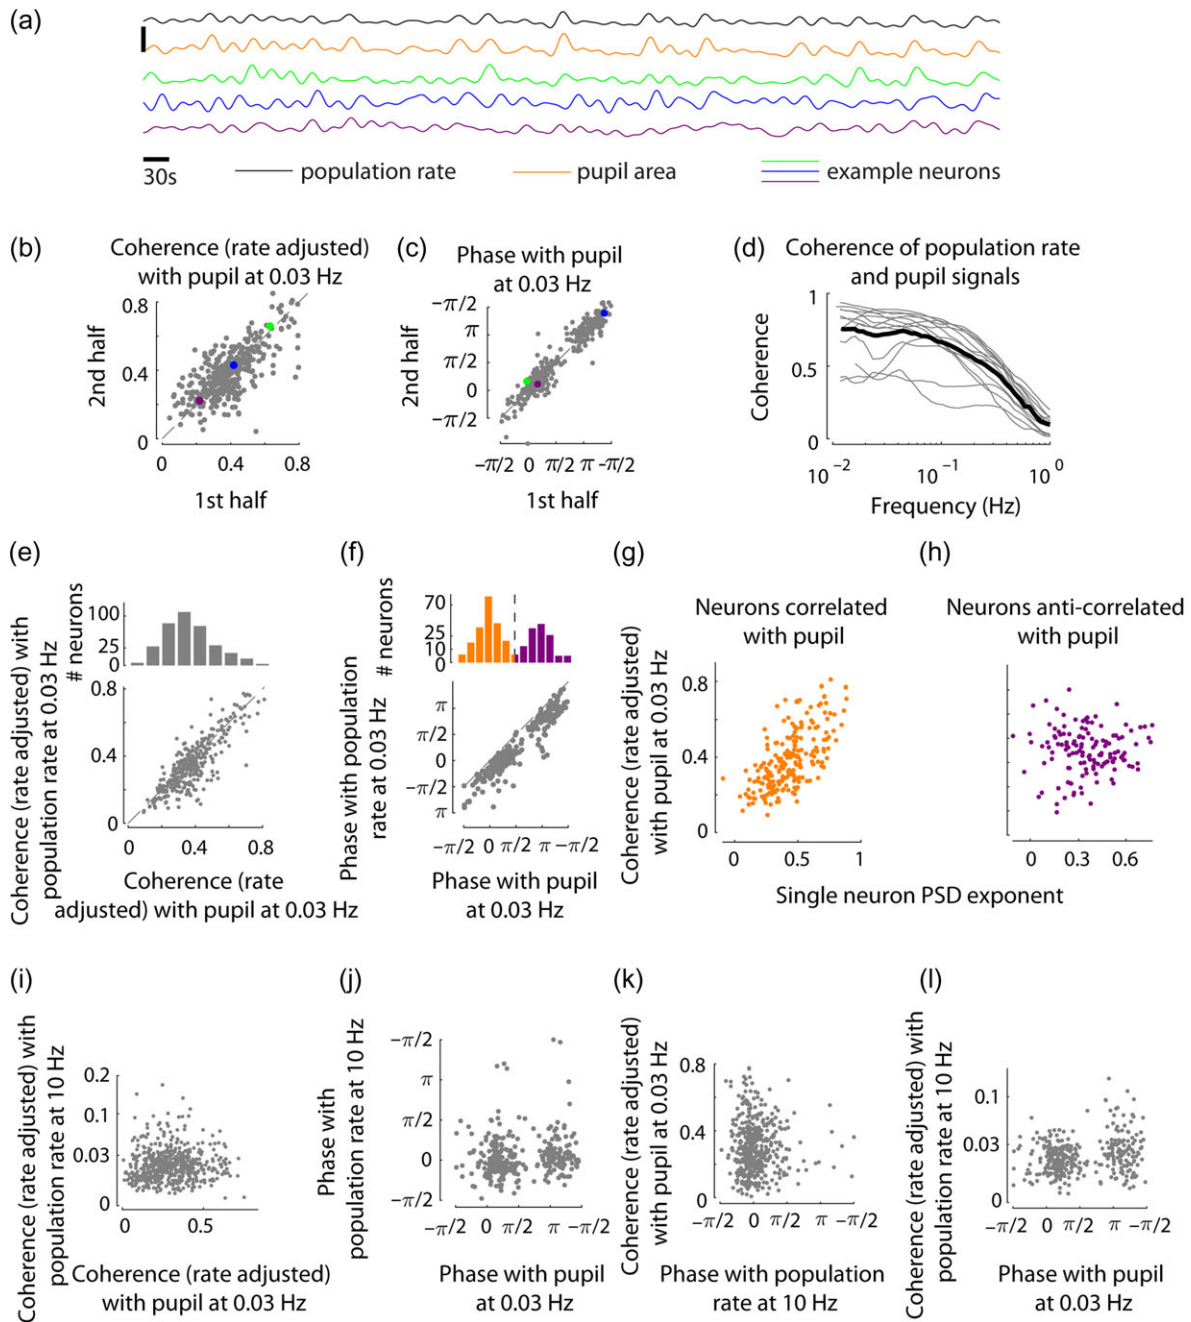 (a)
30s
population rate
pupil area
example neurons
(b)
Coherence (rate adjusted)
with pupil at 0.03 Hz
2nd half
0.8
0.4
0
0
0.4
0.8
1st half
(c)
Phase with pupil
at 0.03 Hz
2nd half
−π/2
π
π/2
0
−π/2
−π/2
0
π/2
π
−π/2
1st half
(d)
Coherence of population rate
and pupil signals
Coherence
1
0.5
0
10⁻²
10⁻¹
10⁰
Frequency (Hz)
(e)
# neurons
100
25
0
Coherence (rate adjusted) with
population rate at 0.03 Hz
0.8
0.4
0
0
0.4
0.8
Coherence (rate
adjusted) with pupil at 0.03 Hz
(f)
# neurons
70
25
10
0
Phase with population
rate at 0.03 Hz
π
π/2
0
−π/2
π
−π/2
0
π/2
π
−π/2
Phase with pupil
at 0.03 Hz
(g)
Neurons correlated
with pupil
Coherence (rate adjusted)
with pupil at 0.03 Hz
0.8
0.4
0
0
0.5
1
(h)
Neurons anti-correlated
with pupil
0
0.3
0.6
Single neuron PSD exponent
(i)
Coherence (rate adjusted) with
population rate at 10 Hz
0.2
0.1
0.03
0
0
0.5
Coherence (rate adjusted)
with pupil at 0.03 Hz
(j)
Phase with
population rate at 10 Hz
−π/2
π
π/2
0
−π/2
−π/2
0
π/2
π
−π/2
Phase with pupil
at 0.03 Hz
(k)
Coherence (rate adjusted)
with pupil at 0.03 Hz
0.8
0.4
0
−π/2
0
π/2
π
−π/2
Phase with population
rate at 10 Hz
(l)
Coherence (rate adjusted) with
population rate at 10 Hz
0.1
0.03
0
−π/2
0
π/2
π
−π/2
Phase with pupil
at 0.03 Hz